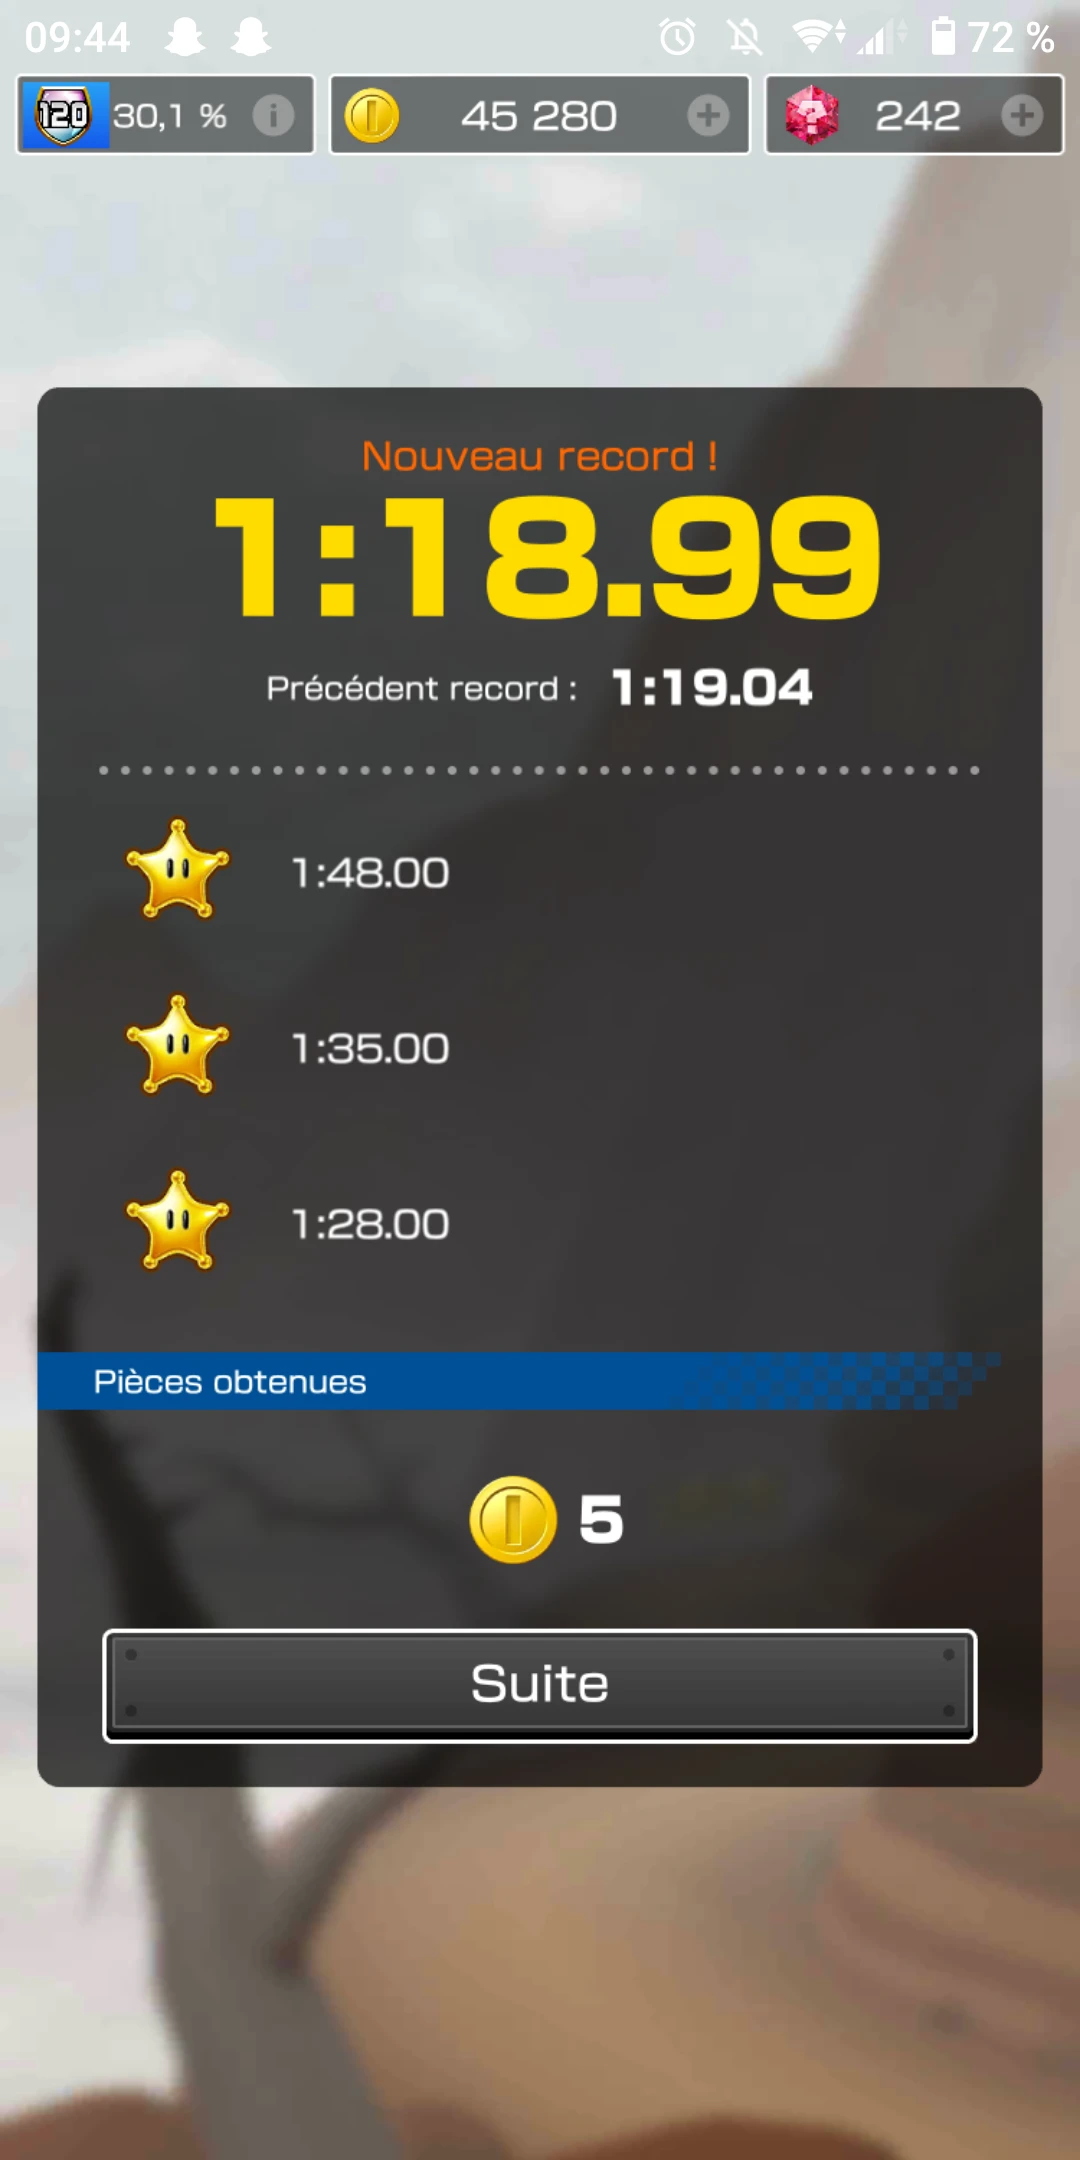 09:44 72 %
120 30,1 % i 45 280 + 242 +
Nouveau record !
1:18.99
Précédent record : 1:19.04
1:48.00
1:35.00
1:28.00
Pièces obtenues
5
Suite